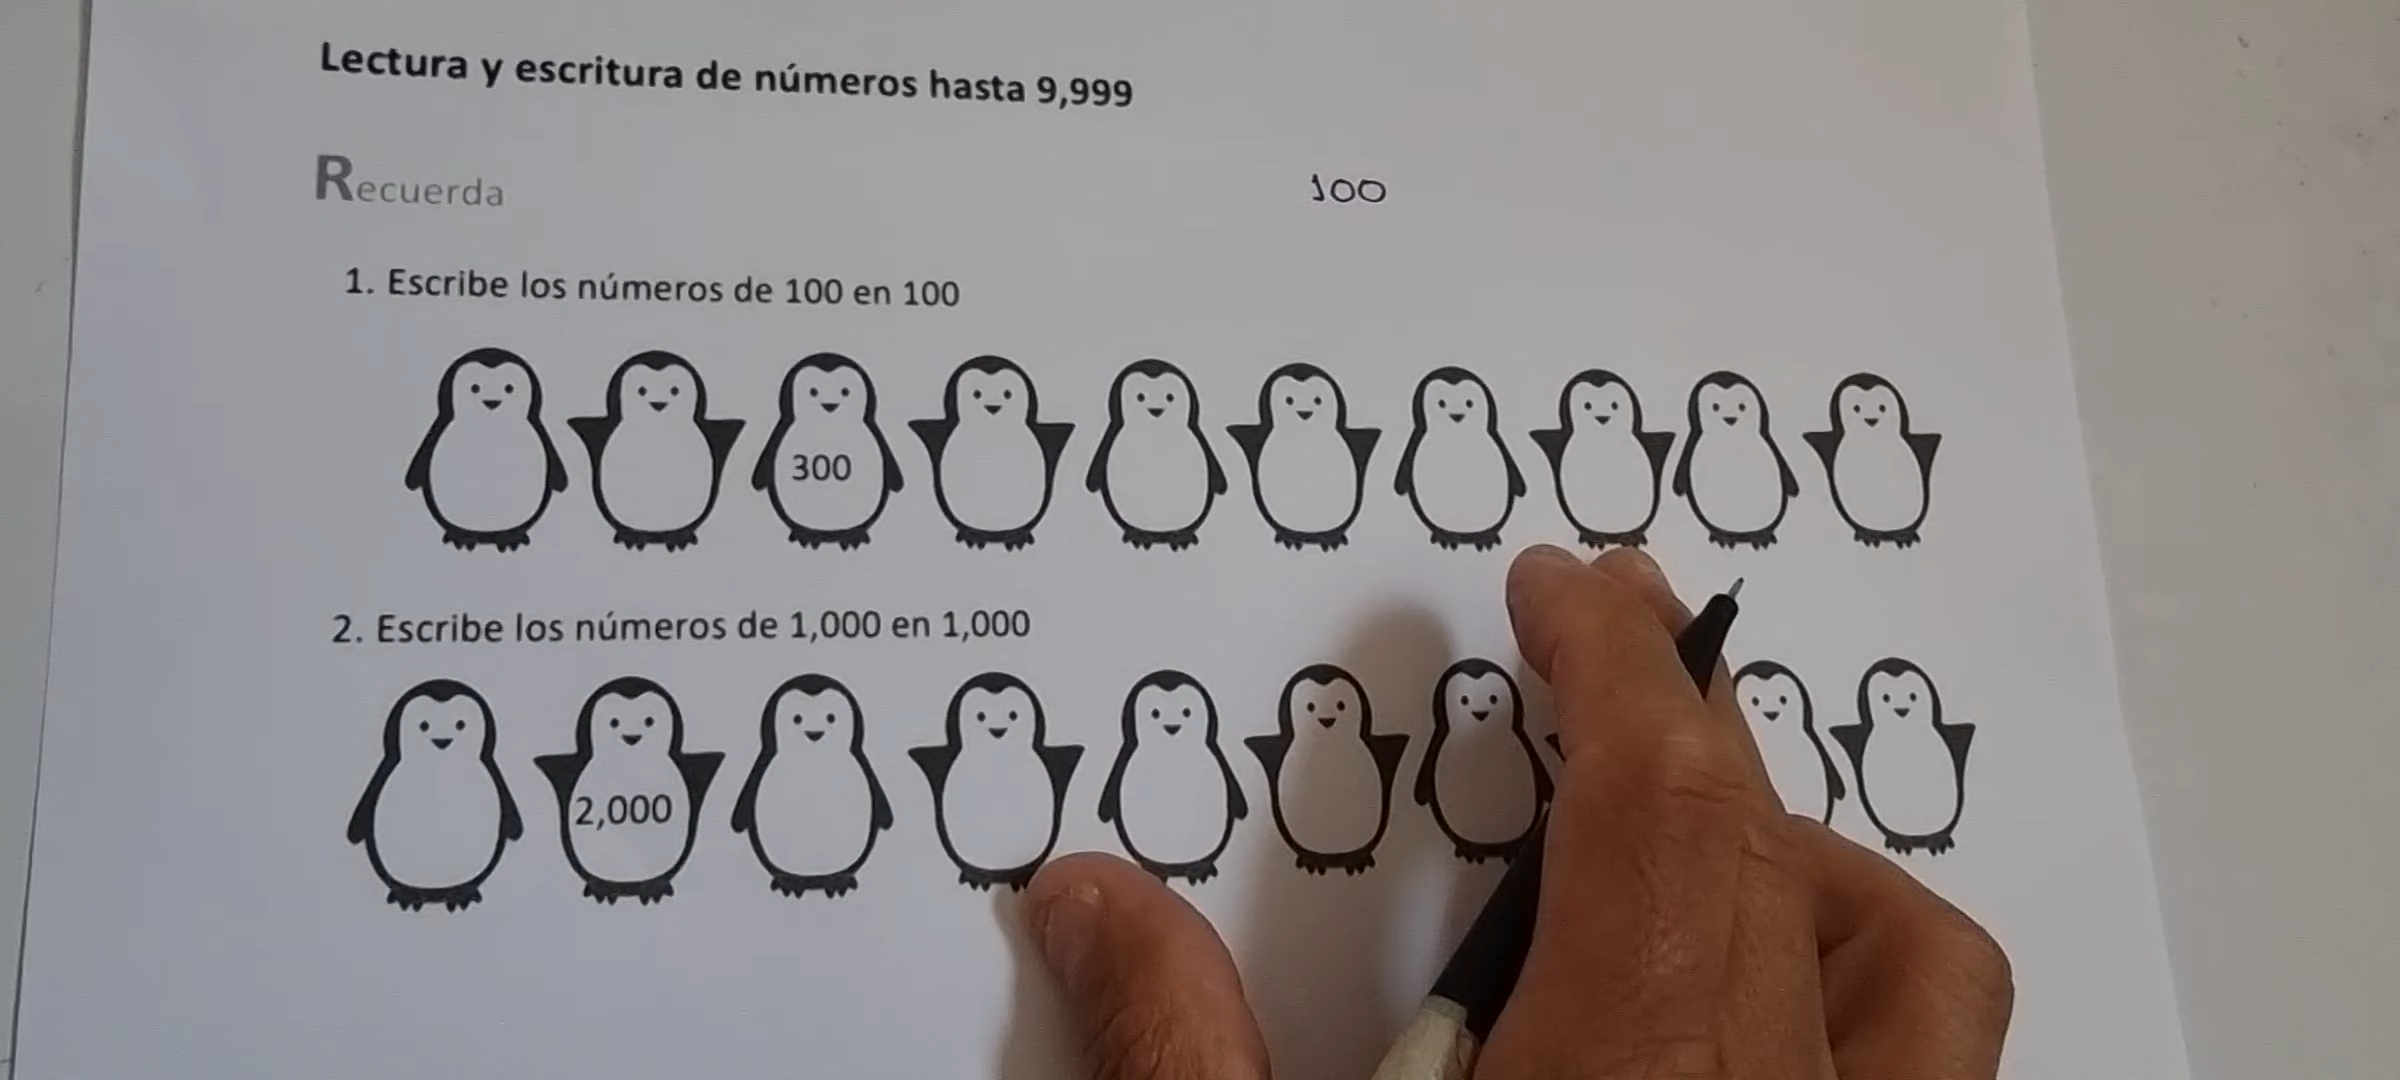 Lectura y escritura de números hasta 9,999
Recuerda
100
1. Escribe los números de 100 en 100
300
2. Escribe los números de 1,000 en 1,000
2,000